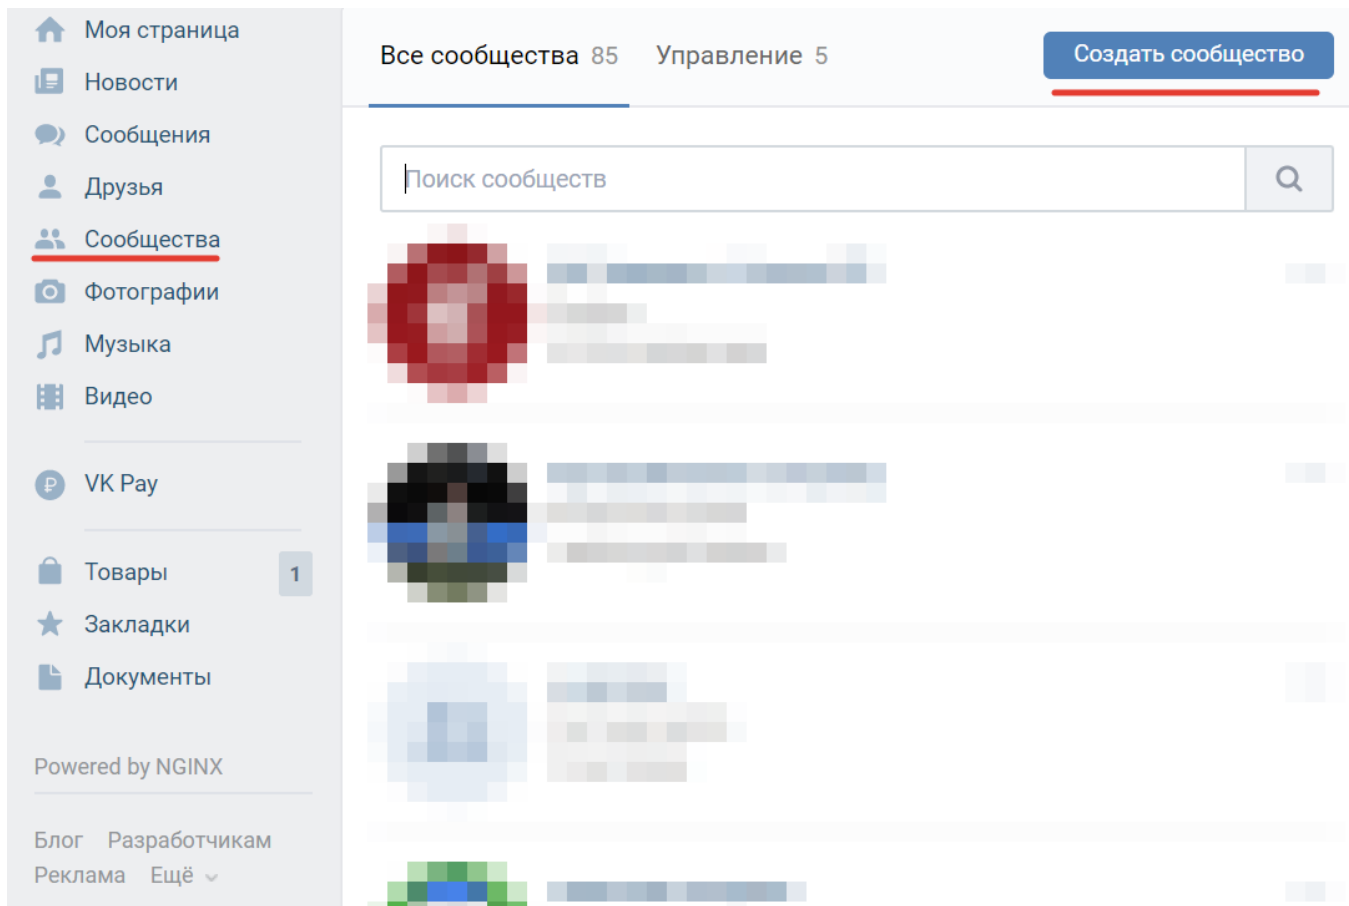 Моя страница
Новости
Сообщения
Друзья
Сообщества
Фотографии
Музыка
Видео
VK Pay
Товары 1
Закладки
Документы
Powered by NGINX
Блог Разработчикам
Реклама Ещё
Все сообщества 85 Управление 5 Создать сообщество
Поиск сообществ